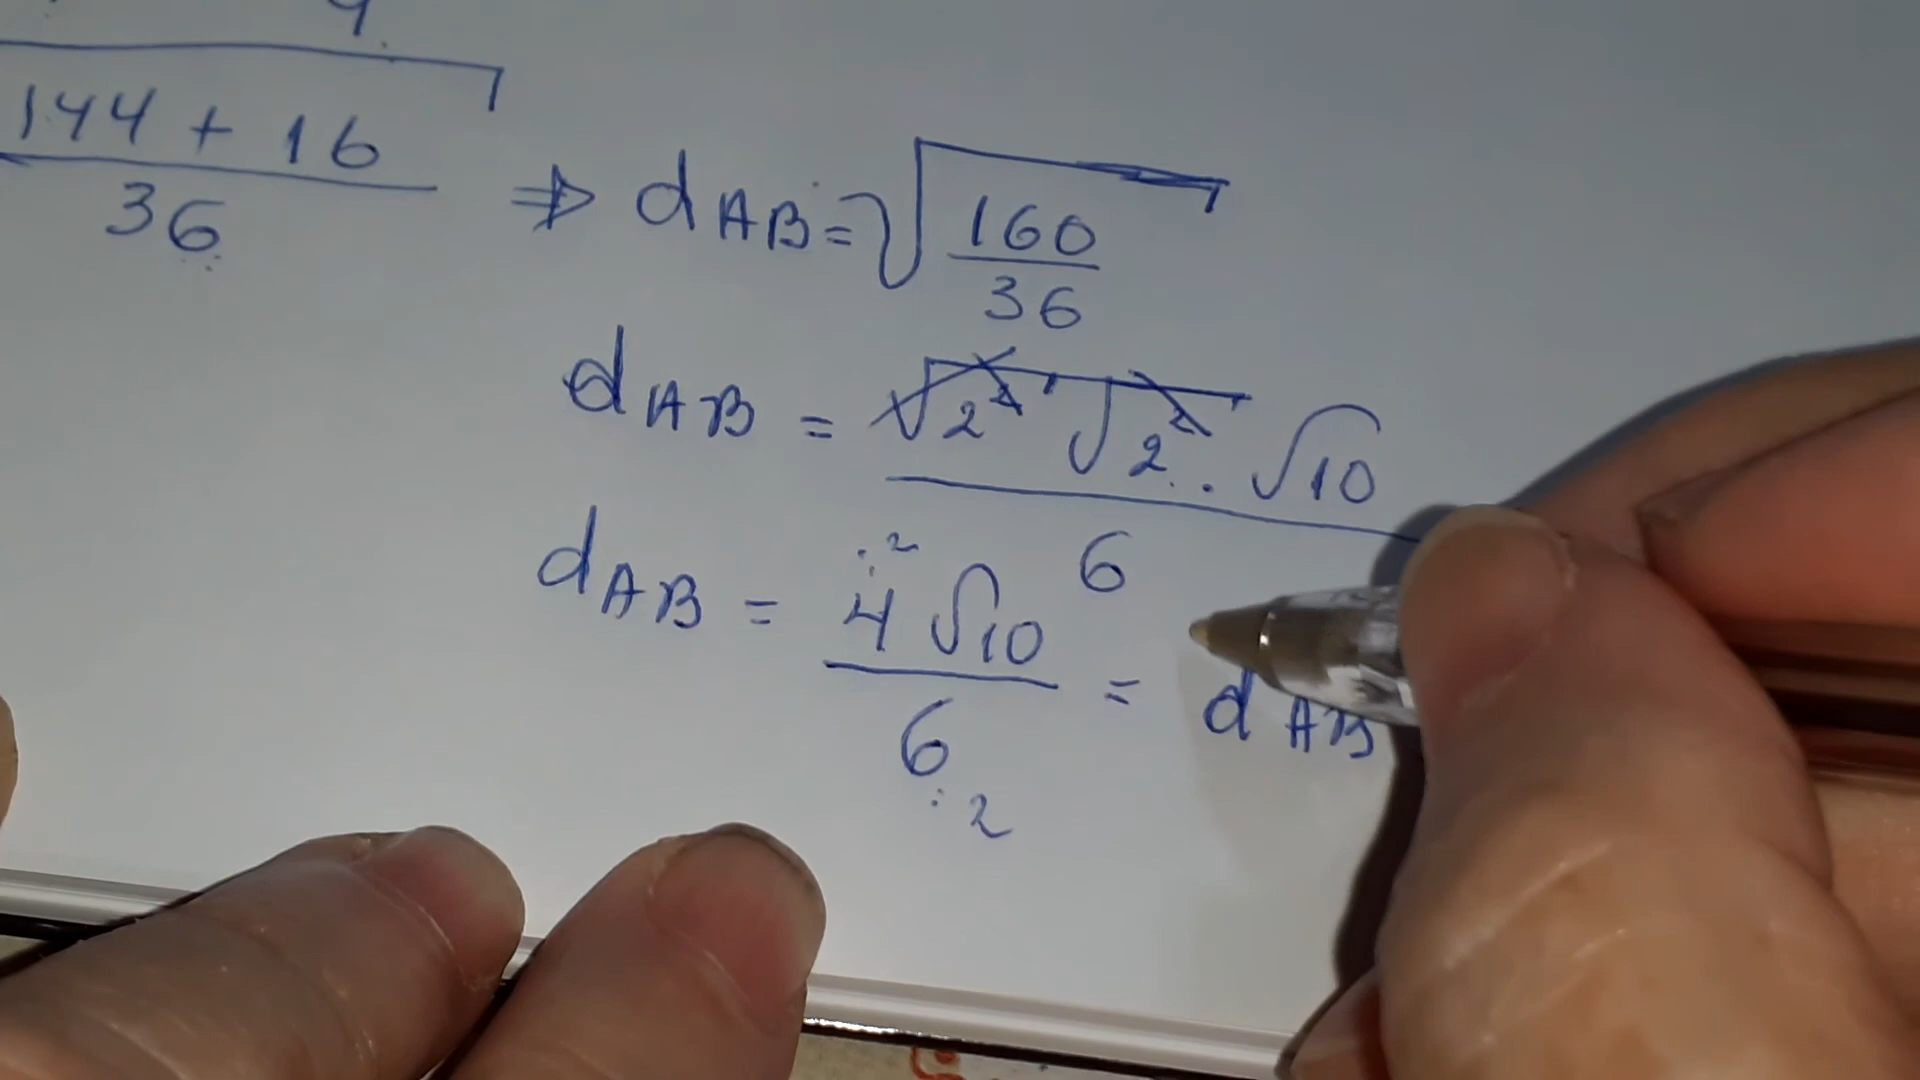 144 + 16
36
⇒ dAB = √160/36
dAB = √2² √2² . √10
6
dAB = 4 √10 = dAB
6
:2
:2